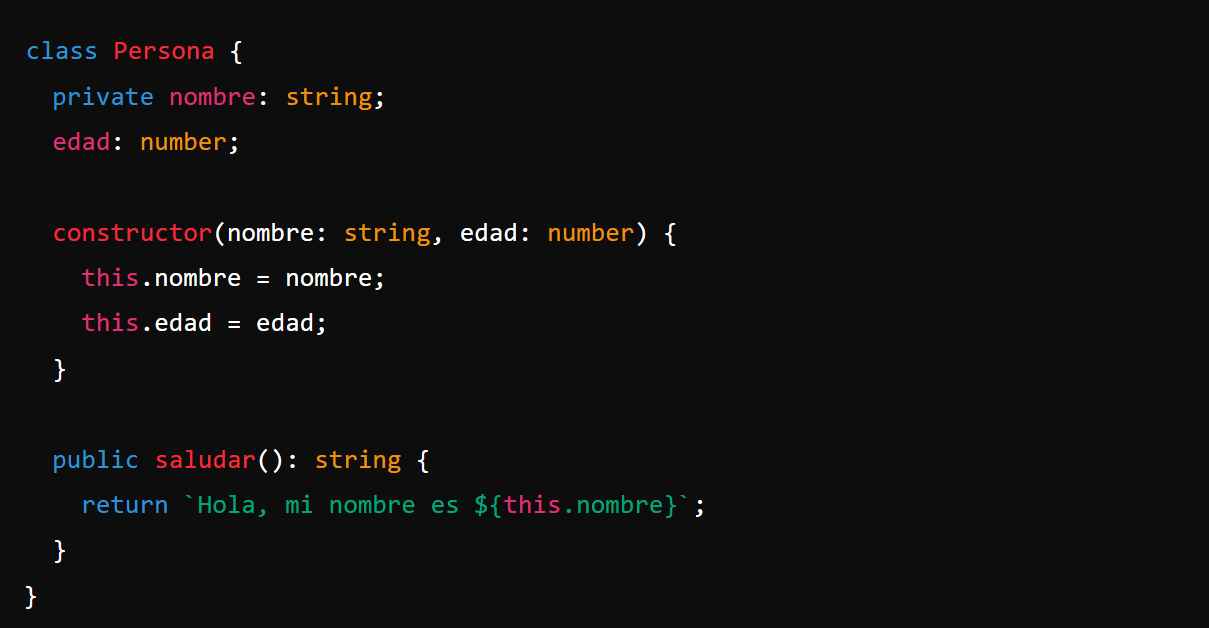 class Persona {
  private nombre: string;
  edad: number;

  constructor(nombre: string, edad: number) {
    this.nombre = nombre;
    this.edad = edad;
  }

  public saludar(): string {
    return `Hola, mi nombre es ${this.nombre}`;
  }
}